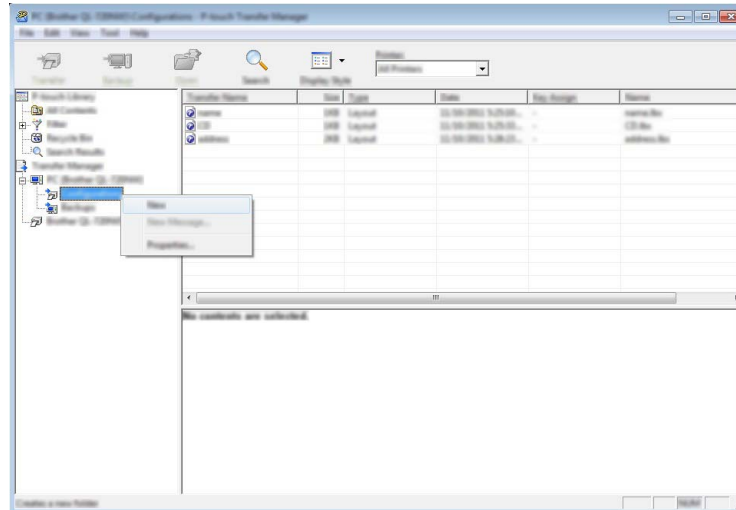 PC (Brother QL-720NW) Configurations - P-touch Transfer Manager
File Edit View Tool Help
Transfer Backup Open Search Display Style
Printer:
All Printers
P-touch Library
All Contents
Filter
Recycle Bin
Search Results
Transfer Manager
PC (Brother QL-720NW)
Configurations
Backups
Brother QL-720NW
Transfer Name Size Type Date Key Assign Name
name 1KB Layout - name.lbx
CD 1KB Layout - CD.lbx
address 2KB Layout - address.lbx
New
New Message...
Properties...
No contents are selected.
Creates a new folder
NUM